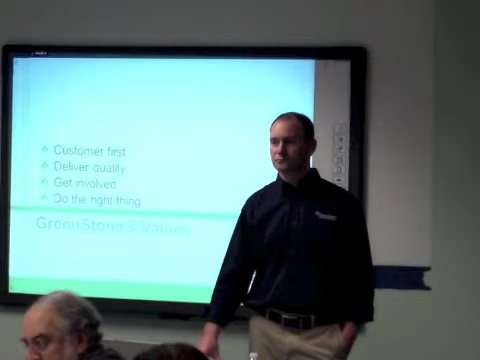 Customer first
Deliver quality
Get involved
Do the right thing
GreenStone's Values